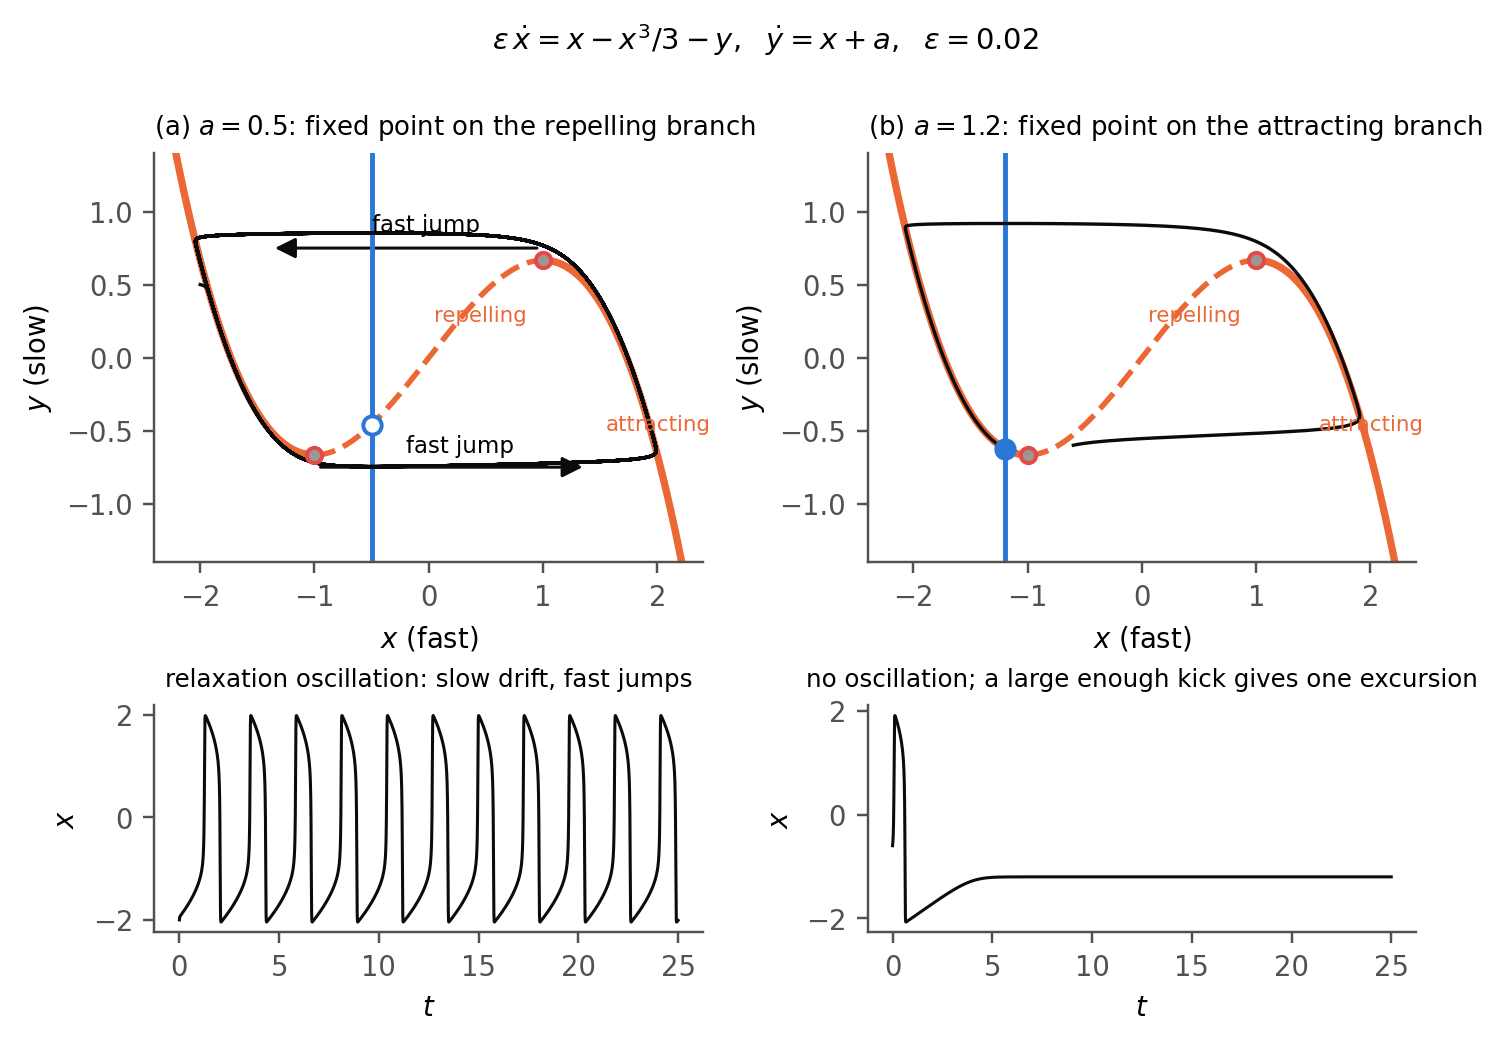 ε ẋ = x − x³/3 − y,  ẏ = x + a,  ε = 0.02
(a) a = 0.5: fixed point on the repelling branch
(b) a = 1.2: fixed point on the attracting branch
y (slow)
1.0
0.5
0.0
−0.5
−1.0
fast jump
repelling
attracting
fast jump
−2
−1
0
1
2
x (fast)
y (slow)
1.0
0.5
0.0
−0.5
−1.0
repelling
attracting
−2
−1
0
1
2
x (fast)
relaxation oscillation: slow drift, fast jumps
no oscillation; a large enough kick gives one excursion
x
2
0
−2
0
5
10
15
20
25
t
x
2
0
−2
0
5
10
15
20
25
t